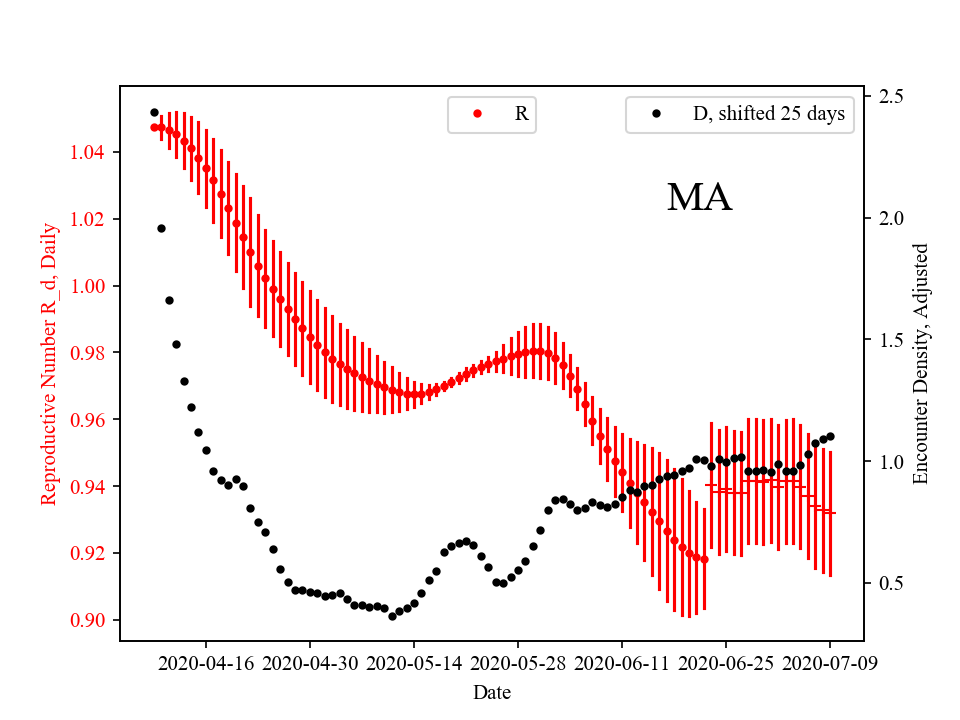 R
D, shifted 25 days
MA
Reproductive Number R_d, Daily
1.04
1.02
1.00
0.98
0.96
0.94
0.92
0.90
2.5
2.0
1.5
1.0
0.5
Encounter Density, Adjusted
2020-04-16 2020-04-30 2020-05-14 2020-05-28 2020-06-11 2020-06-25 2020-07-09
Date